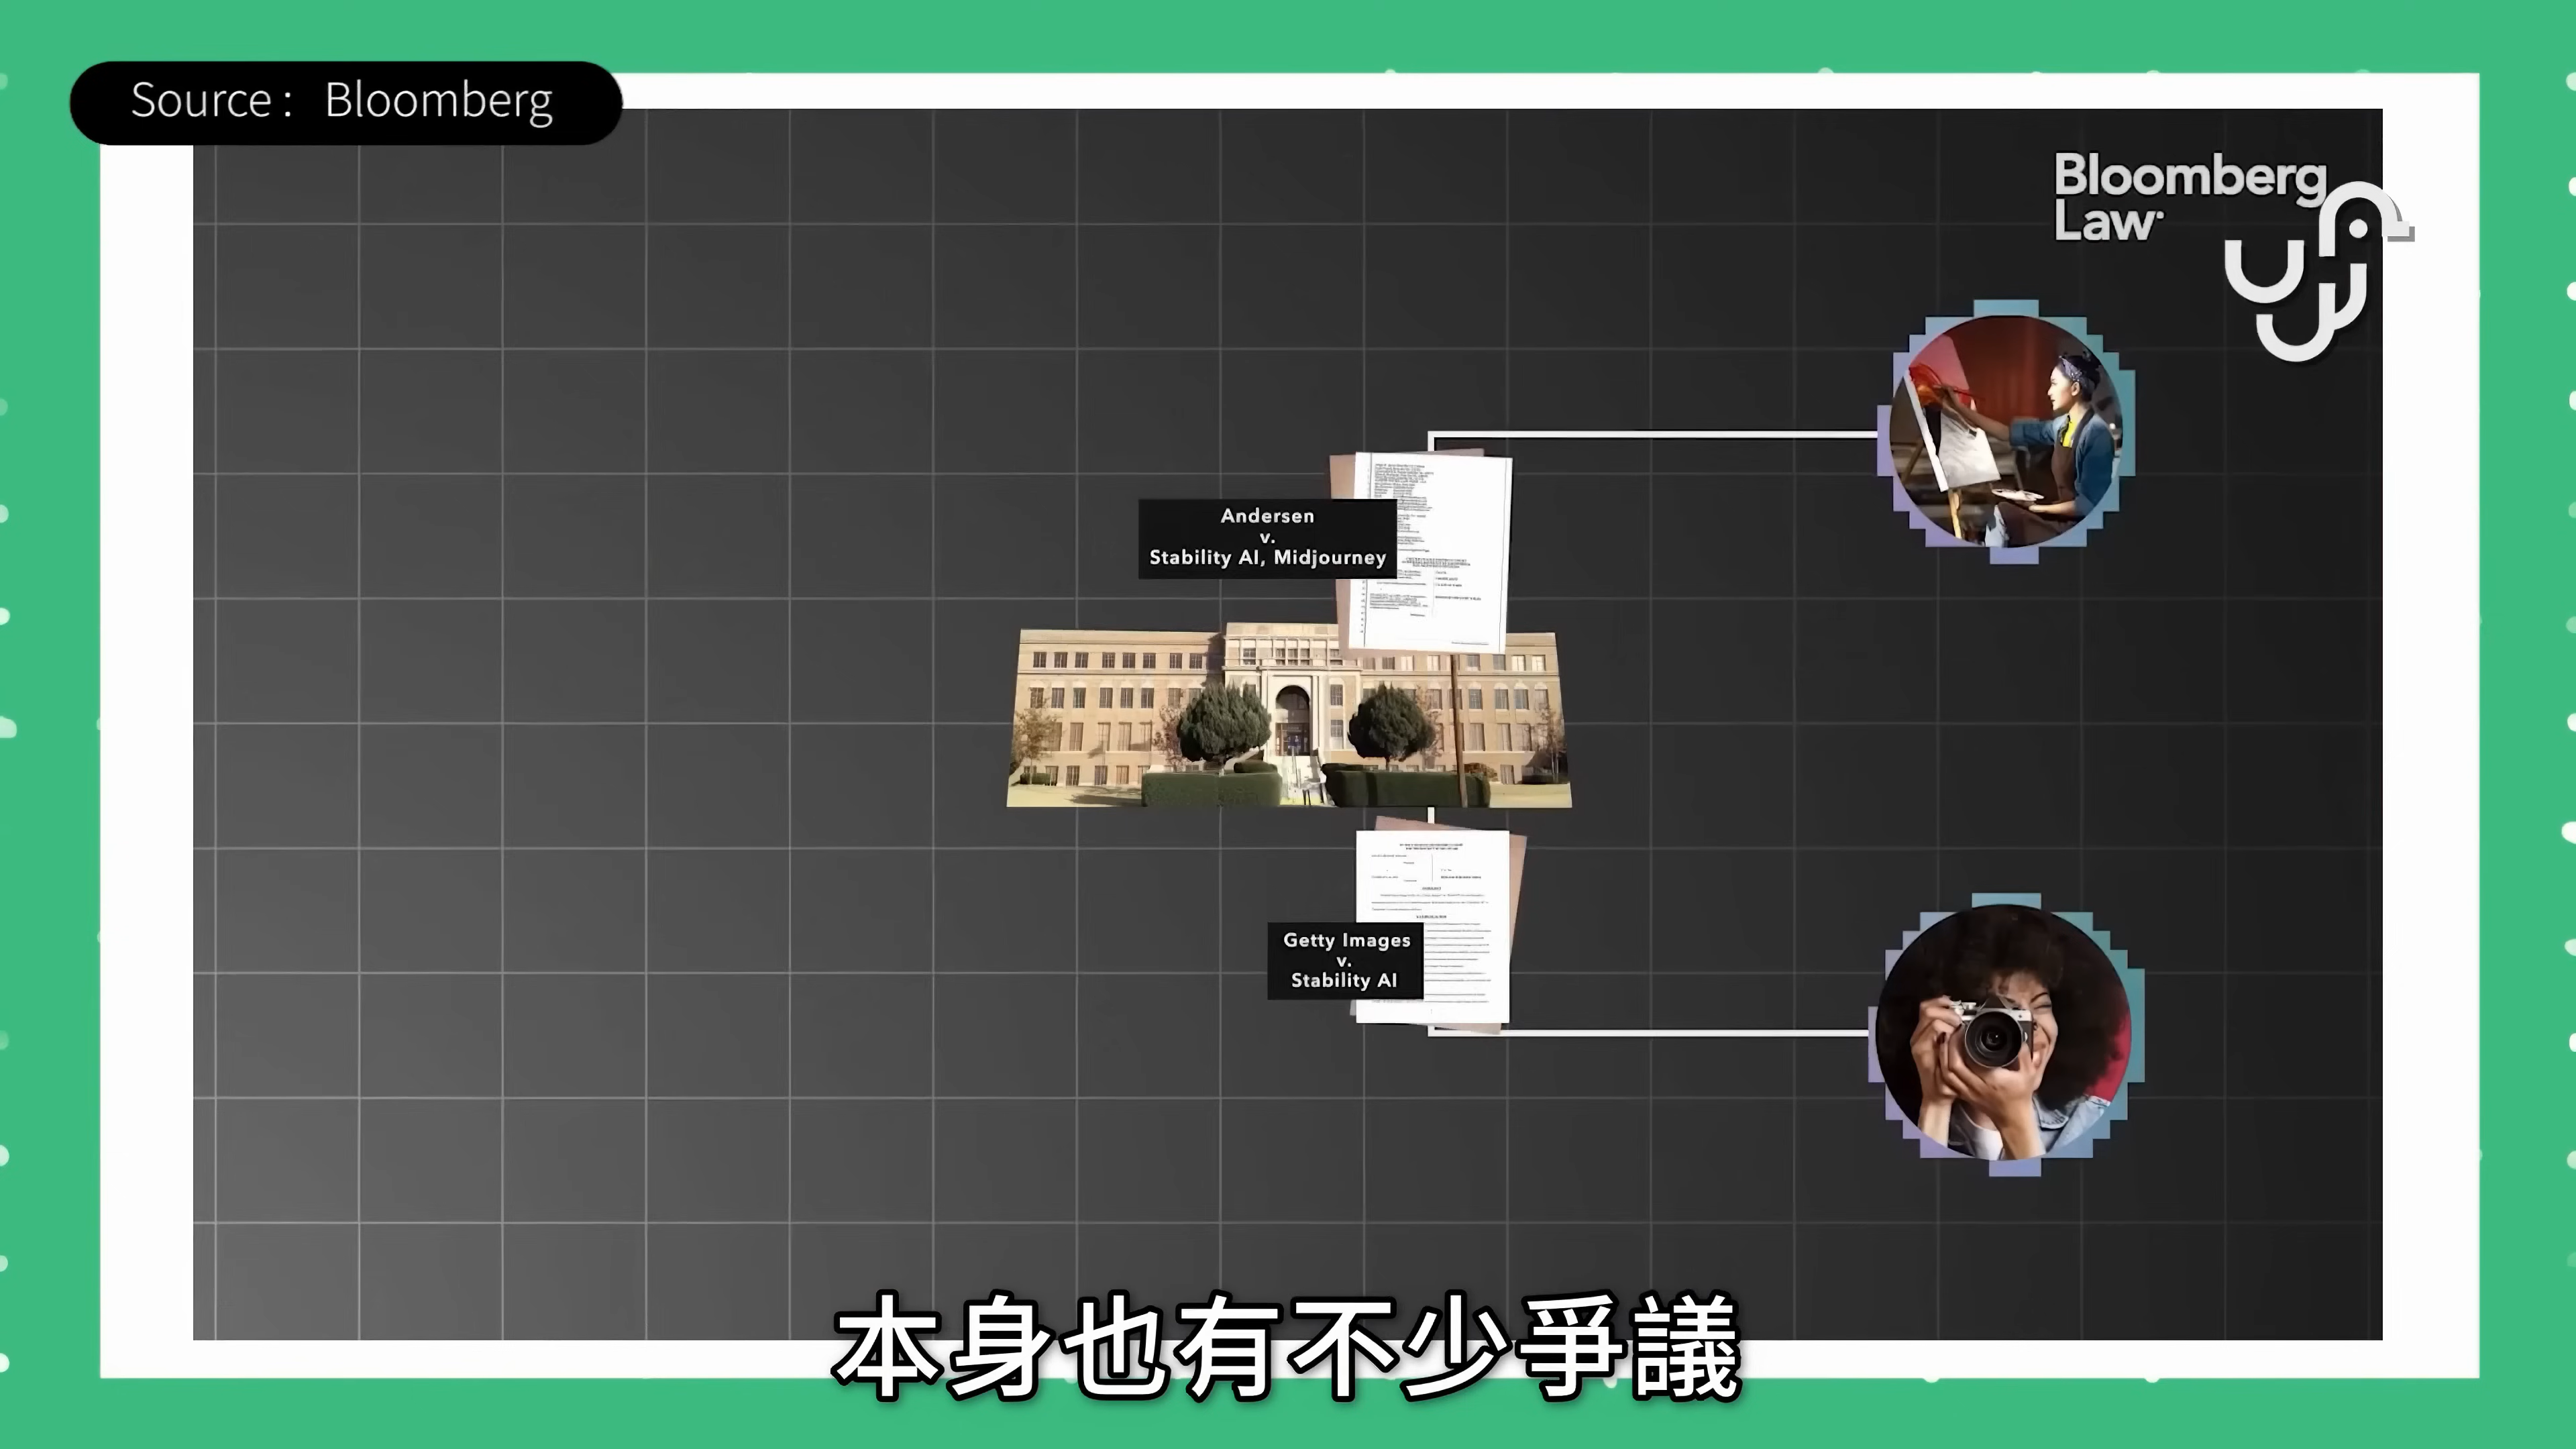 Source: Bloomberg
Bloomberg
Law
Andersen
v.
Stability AI, Midjourney
Getty Images
v.
Stability AI
本身也有不少爭議